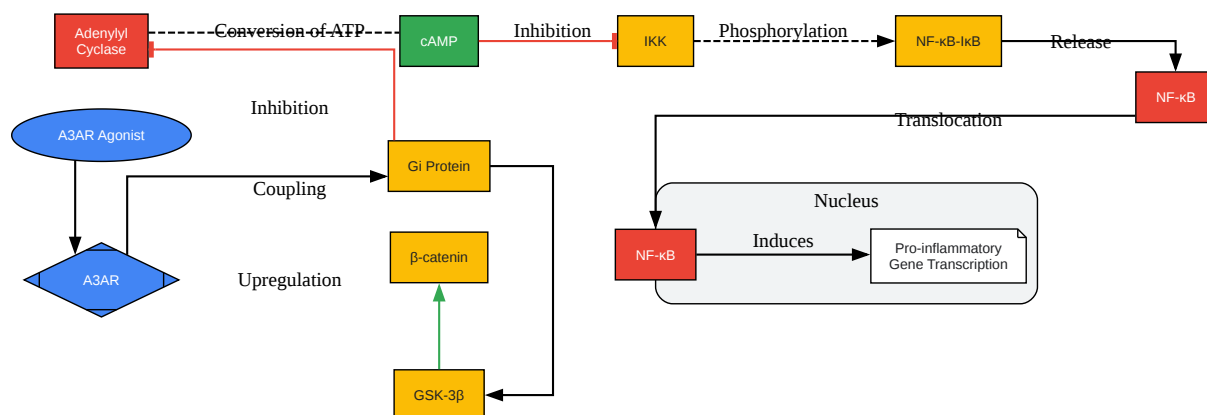 Adenylyl
Cyclase
Conversion of ATP
cAMP
Inhibition
IKK
Phosphorylation
NF-κB-IκB
Release
NF-κB
Inhibition
A3AR Agonist
Translocation
Gi Protein
Coupling
Nucleus
β-catenin
NF-κB
Induces
Pro-inflammatory
Gene Transcription
A3AR
Upregulation
GSK-3β